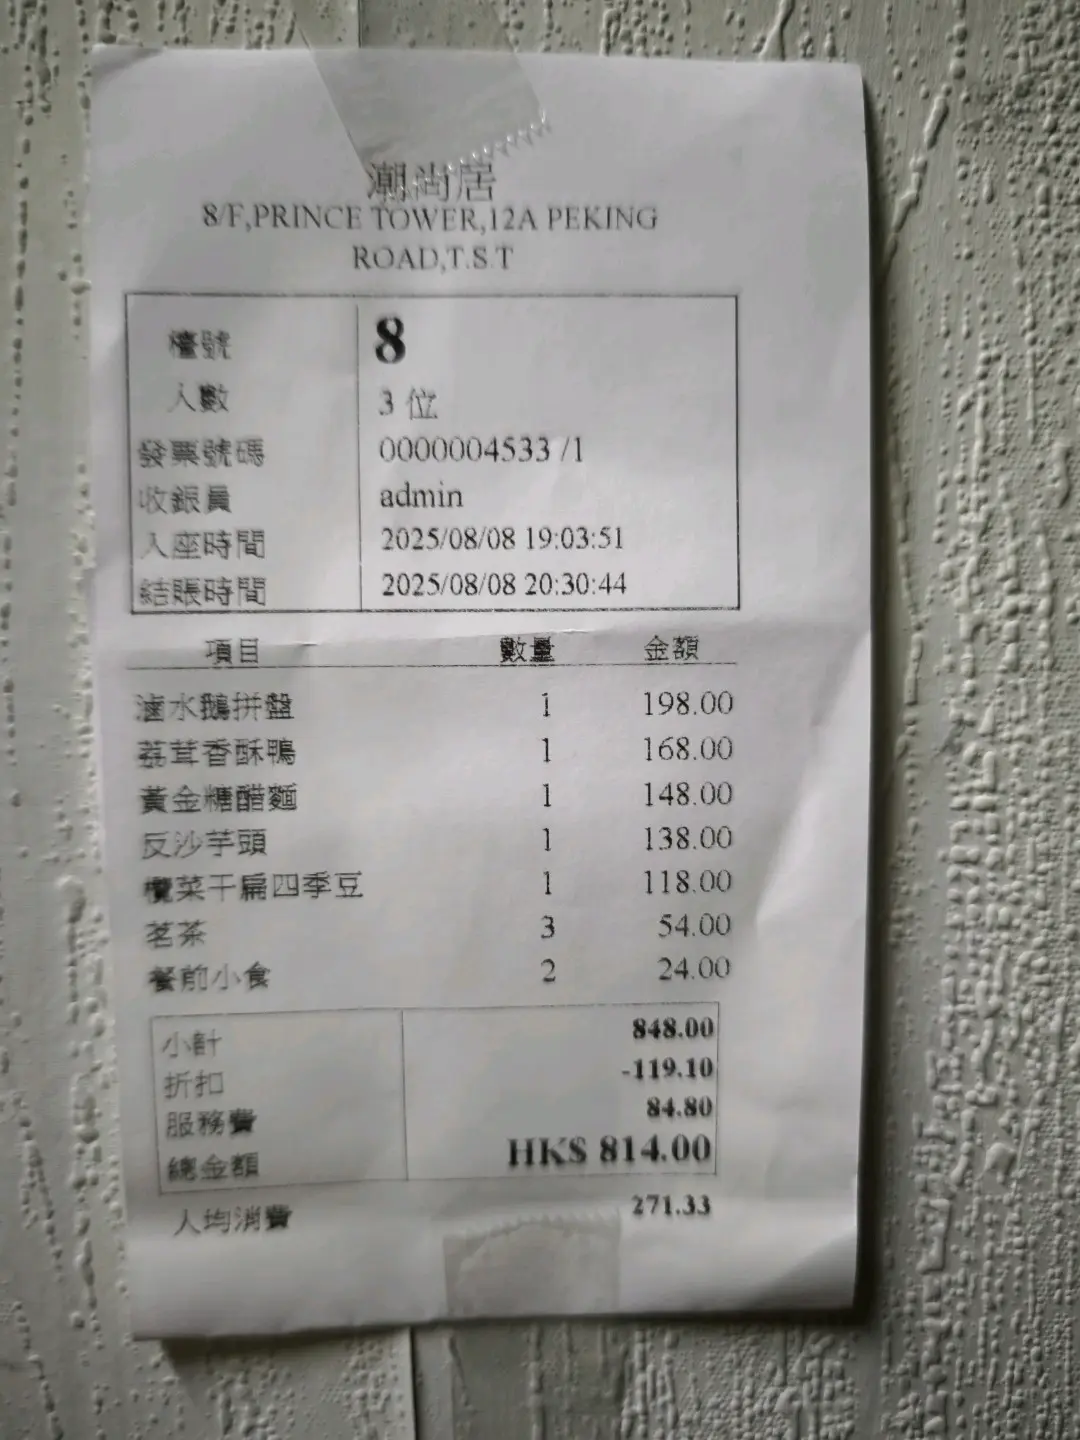 潮尚居
8/F,PRINCE TOWER,12A PEKING
ROAD,T.S.T
檯號 8
人數 3 位
發票號碼 0000004533 /1
收銀員 admin
入座時間 2025/08/08 19:03:51
結賬時間 2025/08/08 20:30:44
項目 數量 金額
滷水鵝拼盤 1 198.00
荔茸香酥鴨 1 168.00
黃金糖醋麵 1 148.00
反沙芋頭 1 138.00
欖菜干扁四季豆 1 118.00
茗茶 3 54.00
餐前小食 2 24.00
小計 848.00
折扣 -119.10
服務費 84.80
總金額 HK$ 814.00
人均消費 271.33